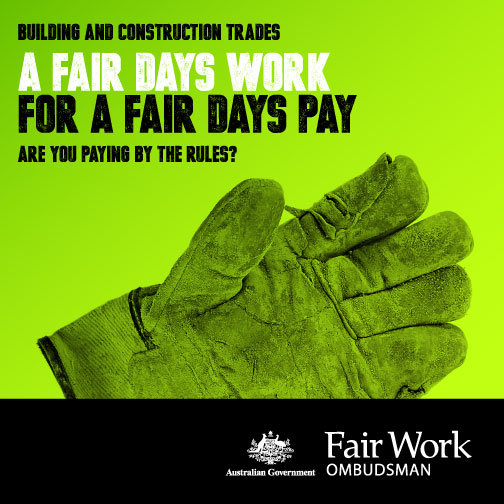 BUILDING AND CONSTRUCTION TRADES
A FAIR DAYS WORK
FOR A FAIR DAYS PAY
ARE YOU PAYING BY THE RULES?
Australian Government
Fair Work
OMBUDSMAN